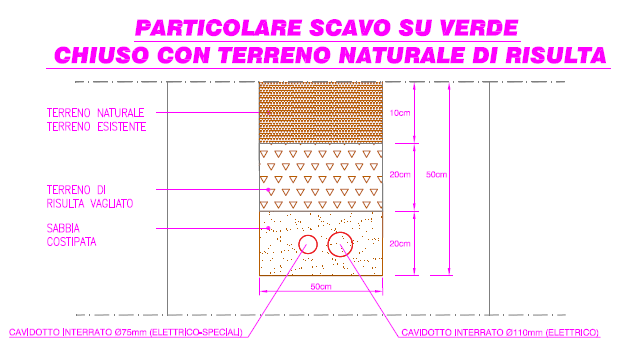 PARTICOLARE SCAVO SU VERDE
CHIUSO CON TERRENO NATURALE DI RISULTA
TERRENO NATURALE
TERRENO ESISTENTE
10cm
TERRENO DI
RISULTA VAGLIATO
20cm
50cm
SABBIA
COSTIPATA
20cm
50cm
CAVIDOTTO INTERRATO Ø75mm (ELETTRICO-SPECIALI)
CAVIDOTTO INTERRATO Ø110mm (ELETTRICO)